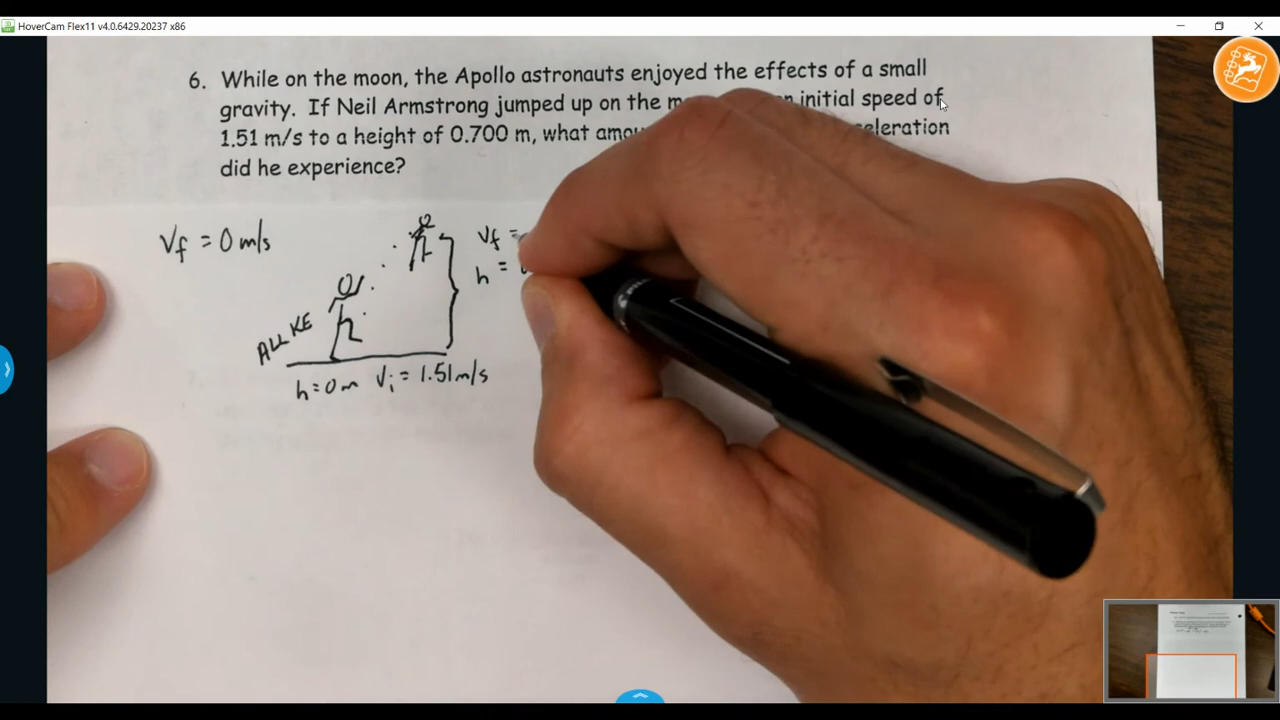 HoverCam Flex11 v4.0.6429.20237 x86
6. While on the moon, the Apollo astronauts enjoyed the effects of a small
gravity. If Neil Armstrong jumped up on the initial speed of
1.51 m/s to a height of 0.700 m, what
did he experience?
Vf = 0 m/s
Vf =
h =
ALL KE
h = 0 m Vi = 1.51 m/s